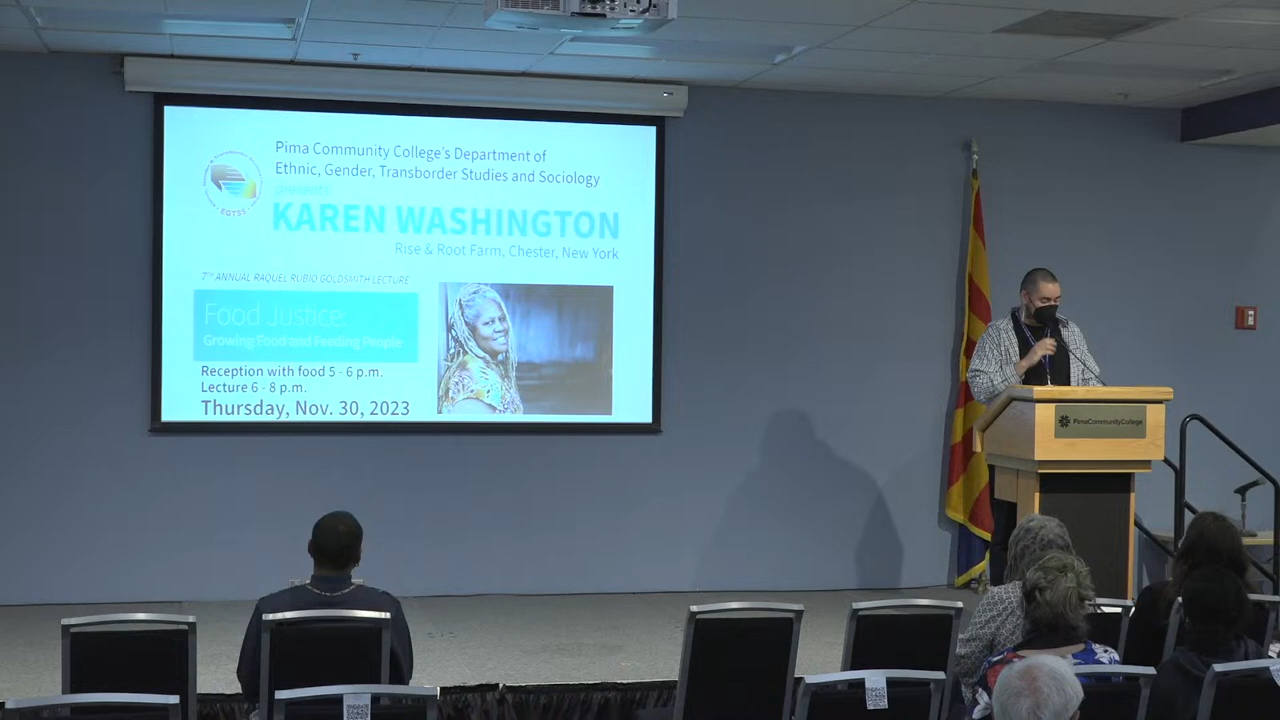 Pima Community College's Department of
Ethnic, Gender, Transborder Studies and Sociology
presents
KAREN WASHINGTON
Rise & Root Farm, Chester, New York
EGTSS
7TH ANNUAL RAQUEL RUBIO GOLDSMITH LECTURE
Food Justice:
Growing Food and Feeding People
Reception with food 5 - 6 p.m.
Lecture 6 - 8 p.m.
Thursday, Nov. 30, 2023
PimaCommunityCollege